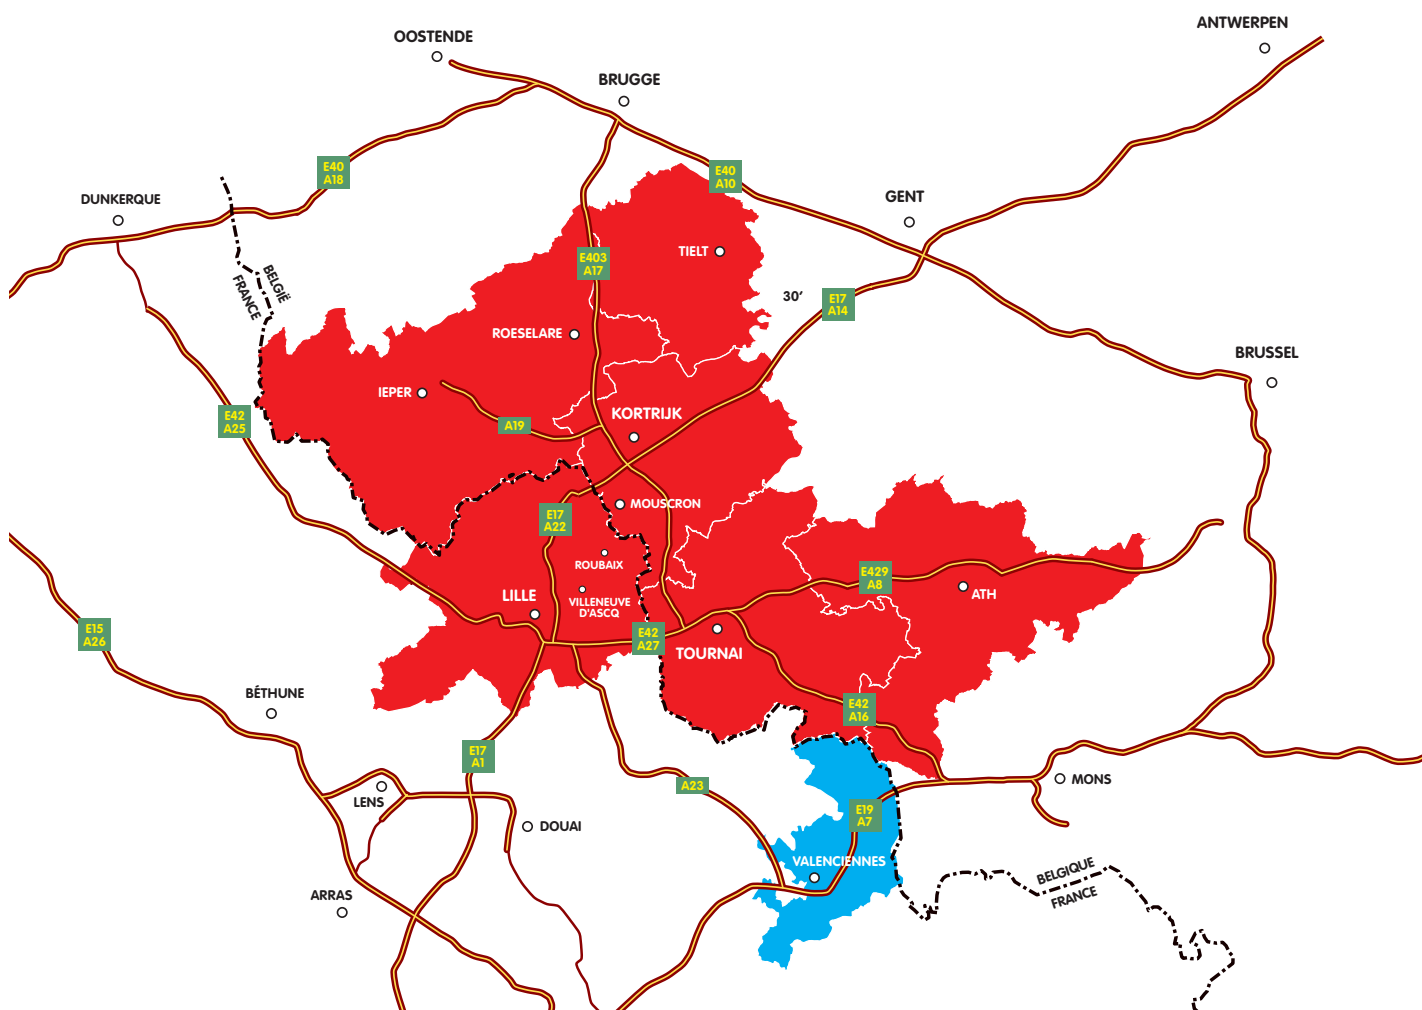 ANTWERPEN
OOSTENDE
BRUGGE
E40
A18
E40
A10
DUNKERQUE
GENT
TIELT
E403
A17
BELGIË
FRANCE
30'
E17
A14
ROESELARE
BRUSSEL
IEPER
KORTRIJK
E42
A25
A19
MOUSCRON
E17
A22
ROUBAIX
E429
A8
LILLE
VILLENEUVE
D'ASCQ
ATH
E15
A26
E42
A27
TOURNAI
BÉTHUNE
E42
A16
E17
A1
MONS
A23
LENS
E19
A7
DOUAI
VALENCIENNES
BELGIQUE
FRANCE
ARRAS